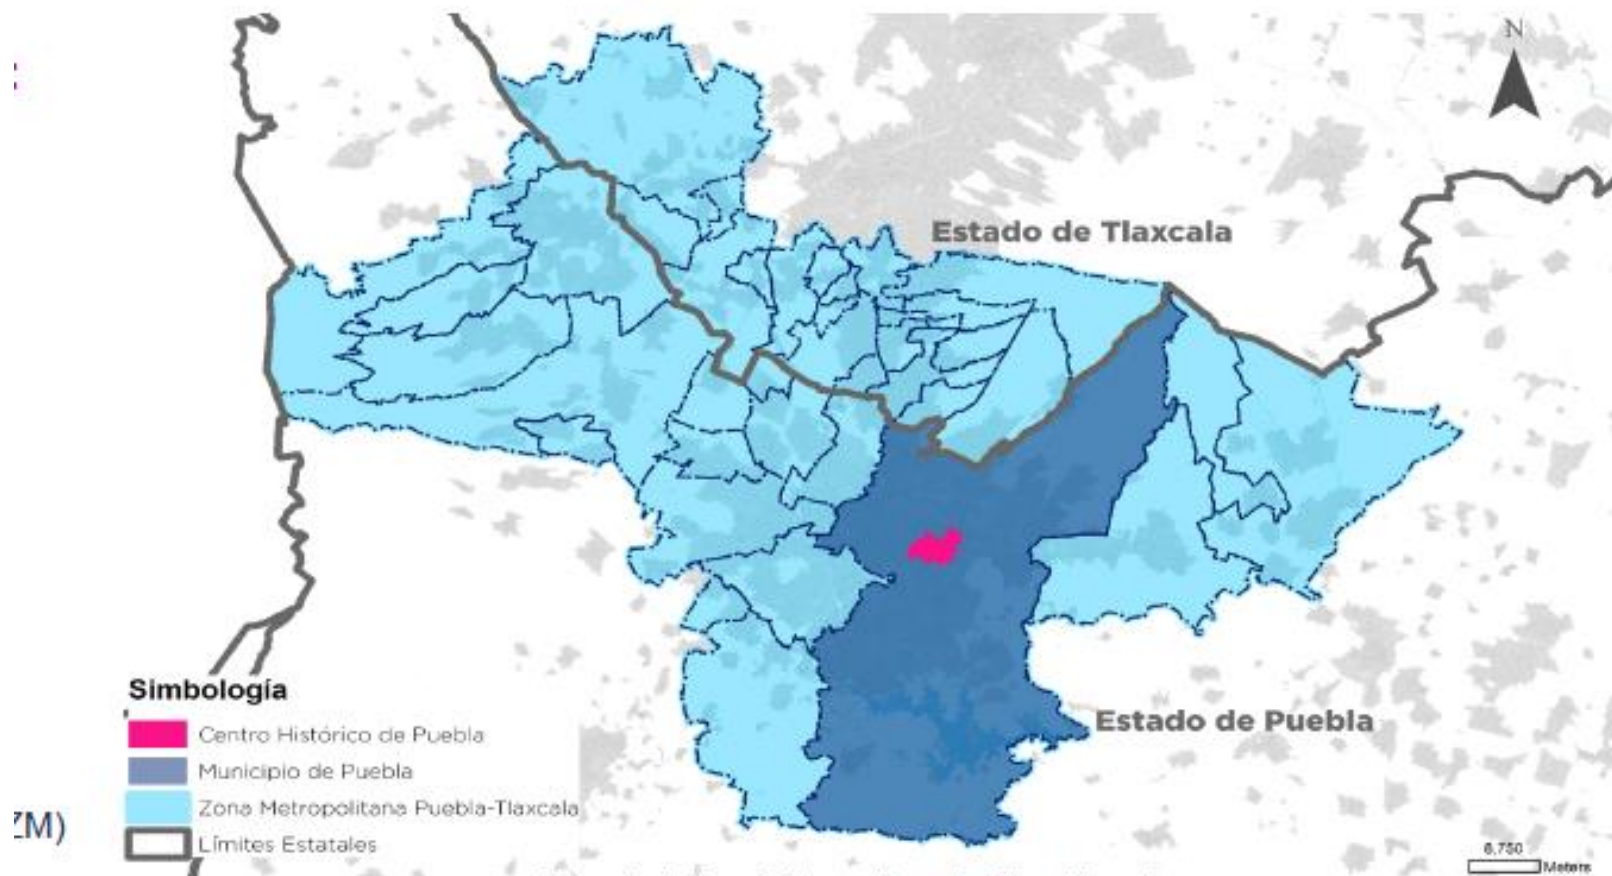 N
Estado de Tlaxcala
Estado de Puebla
Simbología
Centro Histórico de Puebla
Municipio de Puebla
Zona Metropolitana Puebla-Tlaxcala
Límites Estatales
ZM)
6,750
Meters